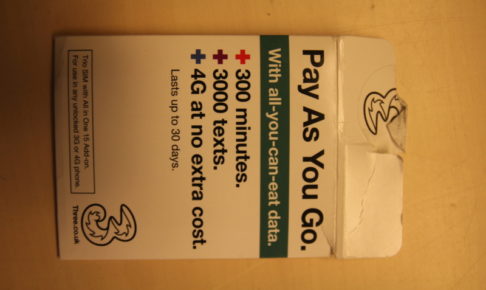 Pay As You Go.
With all-you-can-eat data.
+ 300 minutes.
+ 3000 texts.
+ 4G at no extra cost.
Lasts up to 30 days.
Trio SIM with All in One 15 Add-on.
For use in any unlocked 3G or 4G phone.
Three.co.uk